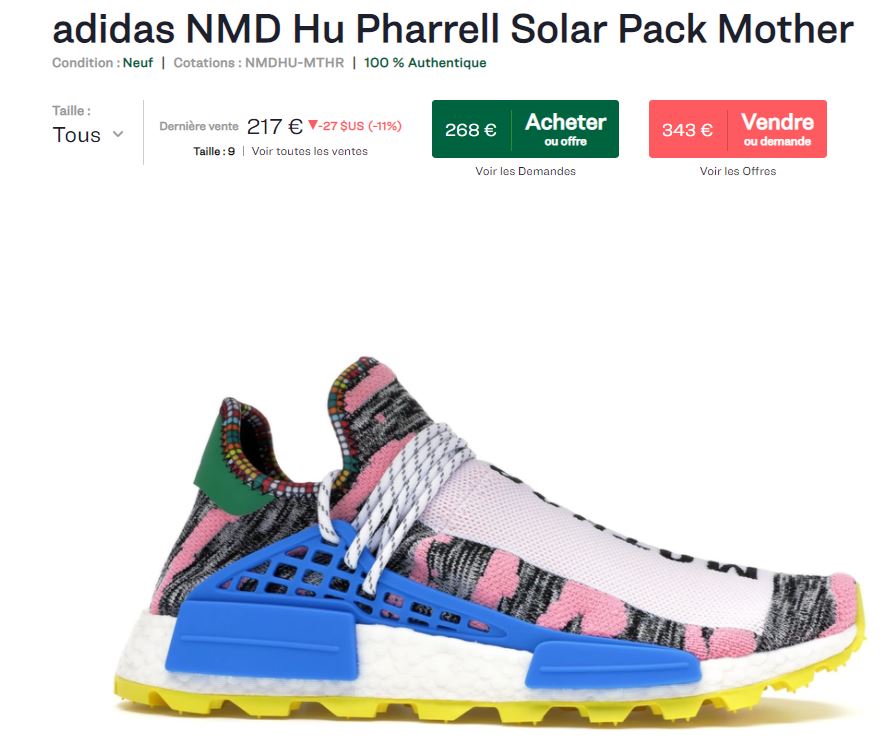 adidas NMD Hu Pharrell Solar Pack Mother
Condition : Neuf | Cotations : NMDHU-MTHR | 100 % Authentique
Taille :
Tous
Dernière vente 217 € ▼-27 $US (-11%)
Taille : 9 | Voir toutes les ventes
268 € Acheter
ou offre
Voir les Demandes
343 € Vendre
ou demande
Voir les Offres